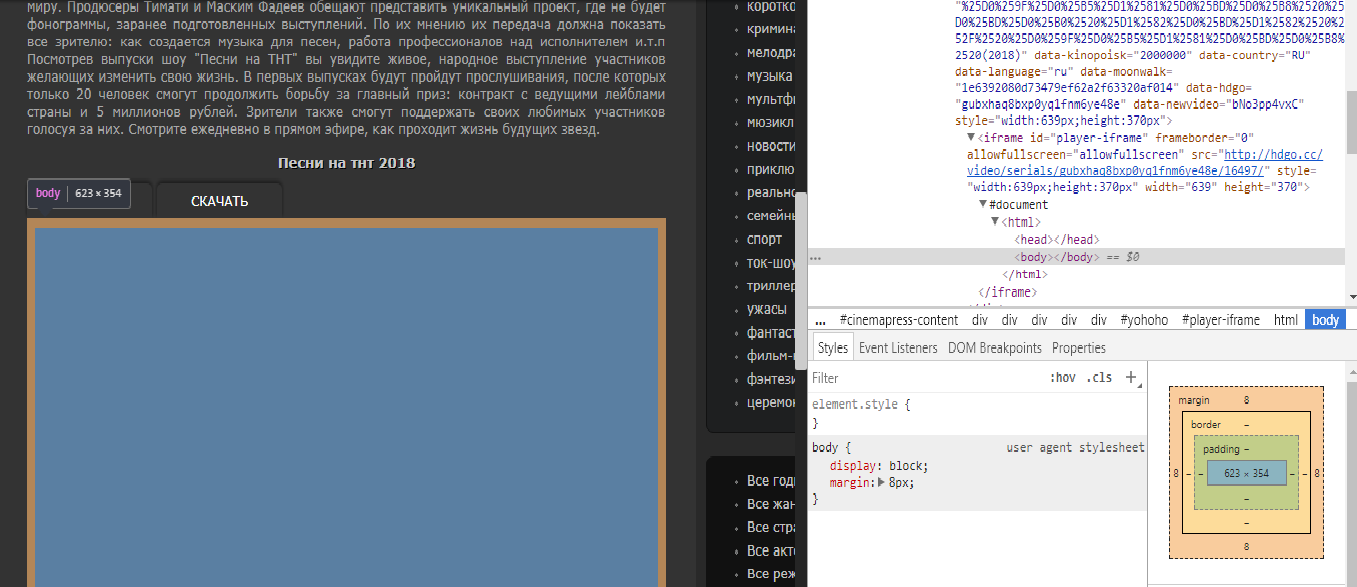 миру. Продюсеры Тимати и Маским Фадеев обещают представить уникальный проект, где не будет
фонограммы, заранее подготовленных выступлений. По их мнению их передача должна показать
все зрителю: как создается музыка для песен, работа профессионалов над исполнителем и.т.п
Посмотрев выпуски шоу "Песни на ТНТ" вы увидите живое, народное выступление участников
желающих изменить свою жизнь. В первых выпусках будут пройдут прослушивания, после которых
только 20 человек смогут продолжить борьбу за главный приз: контракт с ведущими лейблами
страны и 5 миллионов рублей. Зрители также смогут поддержать своих любимых участников
голосуя за них. Смотрите ежедневно в прямом эфире, как проходит жизнь будущих звезд.
Песни на тнт 2018
body 623 × 354
СКАЧАТЬ
коротко
кримина
мелодра
музыка
мультф
мюзикл
новости
приклю
реально
семейны
спорт
ток-шоу
триллер
ужасы
фантаст
фильм-
фэнтези
церемон
Все годы
Все жан
Все стра
Все акте
Все реж
"%25D0%259F%25D0%25B5%25D1%2581%25D0%25BD%25D0%25B8%2520%25
D0%25BD%25D0%25B0%2520%25D1%2582%25D0%25BD%25D1%2582%2520%2
52F%2520%25D0%259F%25D0%25B5%25D1%2581%25D0%25BD%25D0%25B8%
2520(2018)" data-kinopoisk="2000000" data-country="RU"
data-language="ru" data-moonwalk=
"1e6392080d73479ef62a2f63320af014" data-hdgo=
"gubxhaq8bxp0yq1fnm6ye48e" data-newvideo="bNo3pp4vxC"
style="width:639px;height:370px">
▼<iframe id="player-iframe" frameborder="0"
allowfullscreen="allowfullscreen" src="http://hdgo.cc/
video/serials/gubxhaq8bxp0yq1fnm6ye48e/16497/" style=
"width:639px;height:370px" width="639" height="370">
▼#document
▼<html>
<head></head>
... <body></body> == $0
</html>
</iframe>
... #cinemapress-content div div div div div #yohoho #player-iframe html body
Styles Event Listeners DOM Breakpoints Properties
Filter :hov .cls +
element.style {
}
body { user agent stylesheet
display: block;
margin:▶8px;
}
margin 8
border –
padding –
8 – – 623 × 354 – – 8
–
–
8